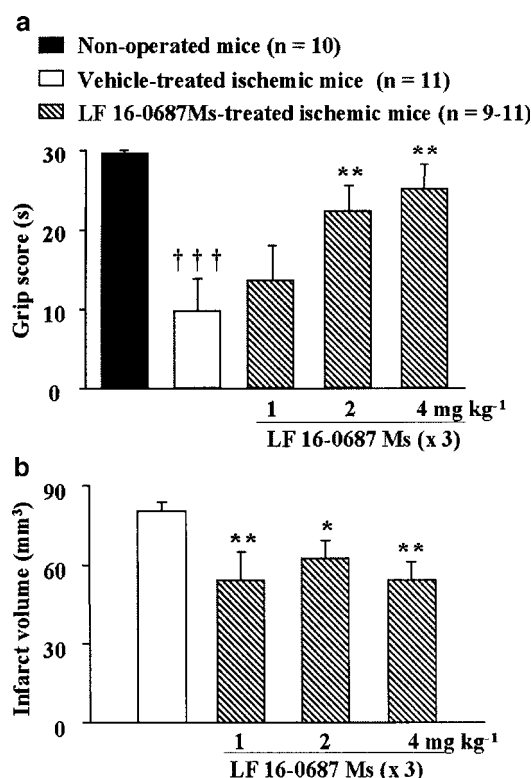 a
Non-operated mice (n = 10)
Vehicle-treated ischemic mice (n = 11)
LF 16-0687Ms-treated ischemic mice (n = 9-11)
Grip score (s)
30
20
10
0
†††
**
**
1 2 4 mg kg⁻¹
LF 16-0687 Ms (x 3)
b
Infarct volume (mm³)
90
60
30
0
**
*
**
1 2 4 mg kg⁻¹
LF 16-0687 Ms (x 3)